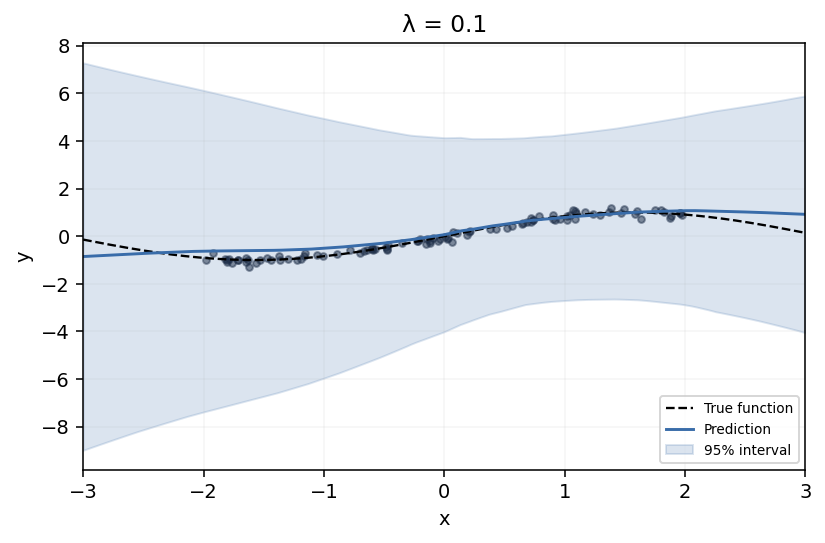 λ = 0.1
8
6
4
2
0
−2
−4
−6
−8
y
−3 −2 −1 0 1 2 3
x
True function
Prediction
95% interval